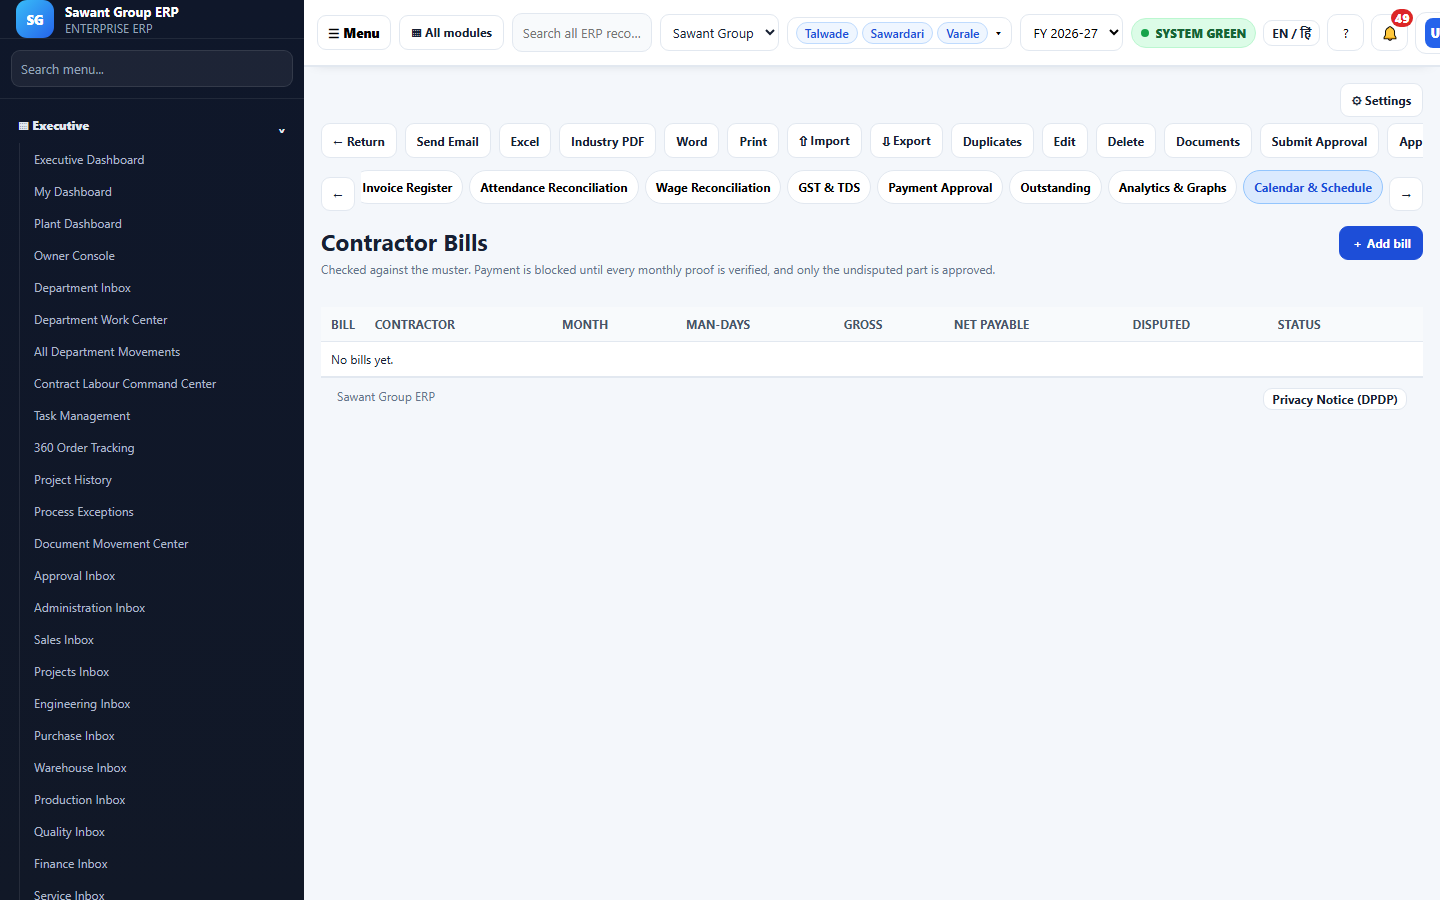 SG
Sawant Group ERP
ENTERPRISE ERP
Search menu...
Executive
Executive Dashboard
My Dashboard
Plant Dashboard
Owner Console
Department Inbox
Department Work Center
All Department Movements
Contract Labour Command Center
Task Management
360 Order Tracking
Project History
Process Exceptions
Document Movement Center
Approval Inbox
Administration Inbox
Sales Inbox
Projects Inbox
Engineering Inbox
Purchase Inbox
Warehouse Inbox
Production Inbox
Quality Inbox
Finance Inbox
Service Inbox
☰ Menu
All modules
Search all ERP reco...
Sawant Group
Talwade Sawardari Varale
FY 2026-27
SYSTEM GREEN
EN / हिं
?
49
U
⚙ Settings
← Return Send Email Excel Industry PDF Word Print ⇧ Import ⇩ Export Duplicates Edit Delete Documents Submit Approval App
← Invoice Register Attendance Reconciliation Wage Reconciliation GST & TDS Payment Approval Outstanding Analytics & Graphs Calendar & Schedule →
Contractor Bills
+ Add bill
Checked against the muster. Payment is blocked until every monthly proof is verified, and only the undisputed part is approved.
BILL CONTRACTOR MONTH MAN-DAYS GROSS NET PAYABLE DISPUTED STATUS
No bills yet.
Sawant Group ERP
Privacy Notice (DPDP)